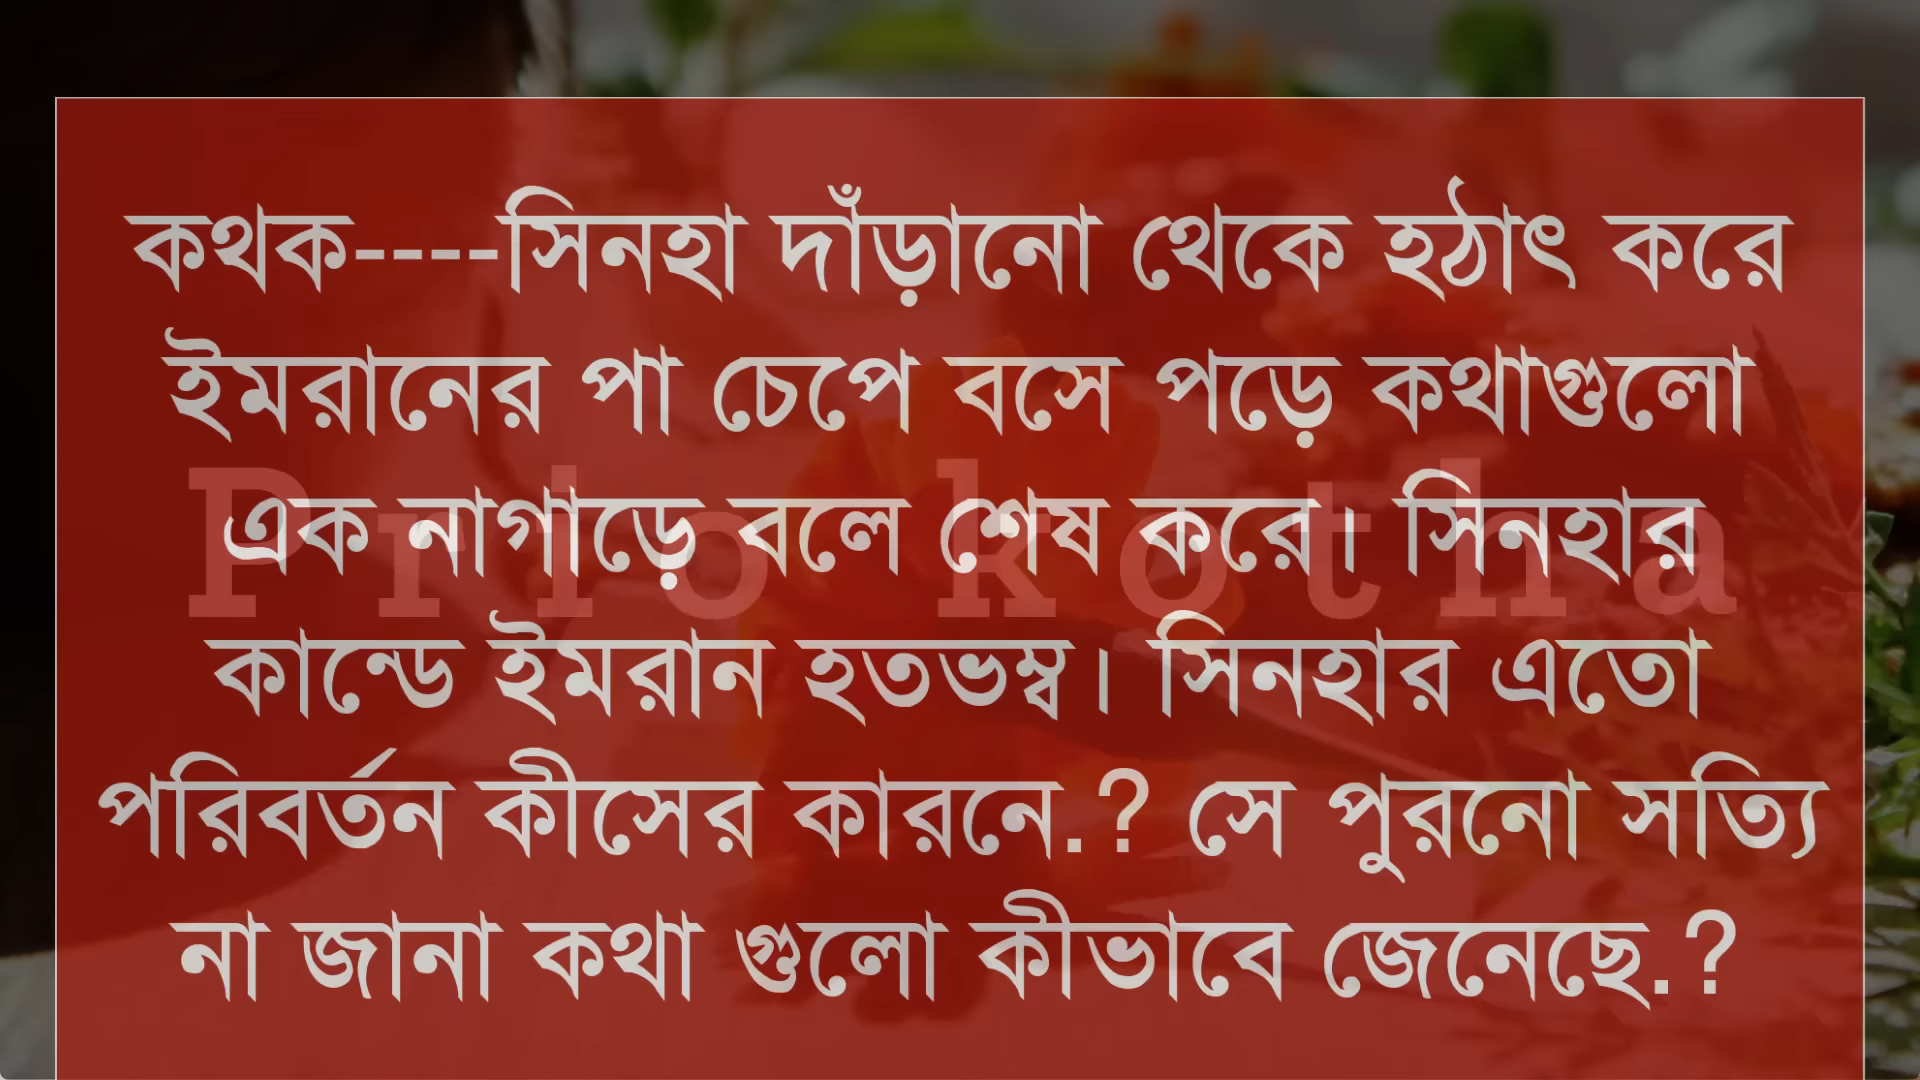 কথক----সিনহা দাঁড়ানো থেকে হঠাৎ করে
ইমরানের পা চেপে বসে পড়ে কথাগুলো
এক নাগাড়ে বলে শেষ করে। সিনহার
কান্ডে ইমরান হতভম্ব। সিনহার এতো
পরিবর্তন কীসের কারনে.? সে পুরনো সত্যি
না জানা কথা গুলো কীভাবে জেনেছে.?
Prio kotha